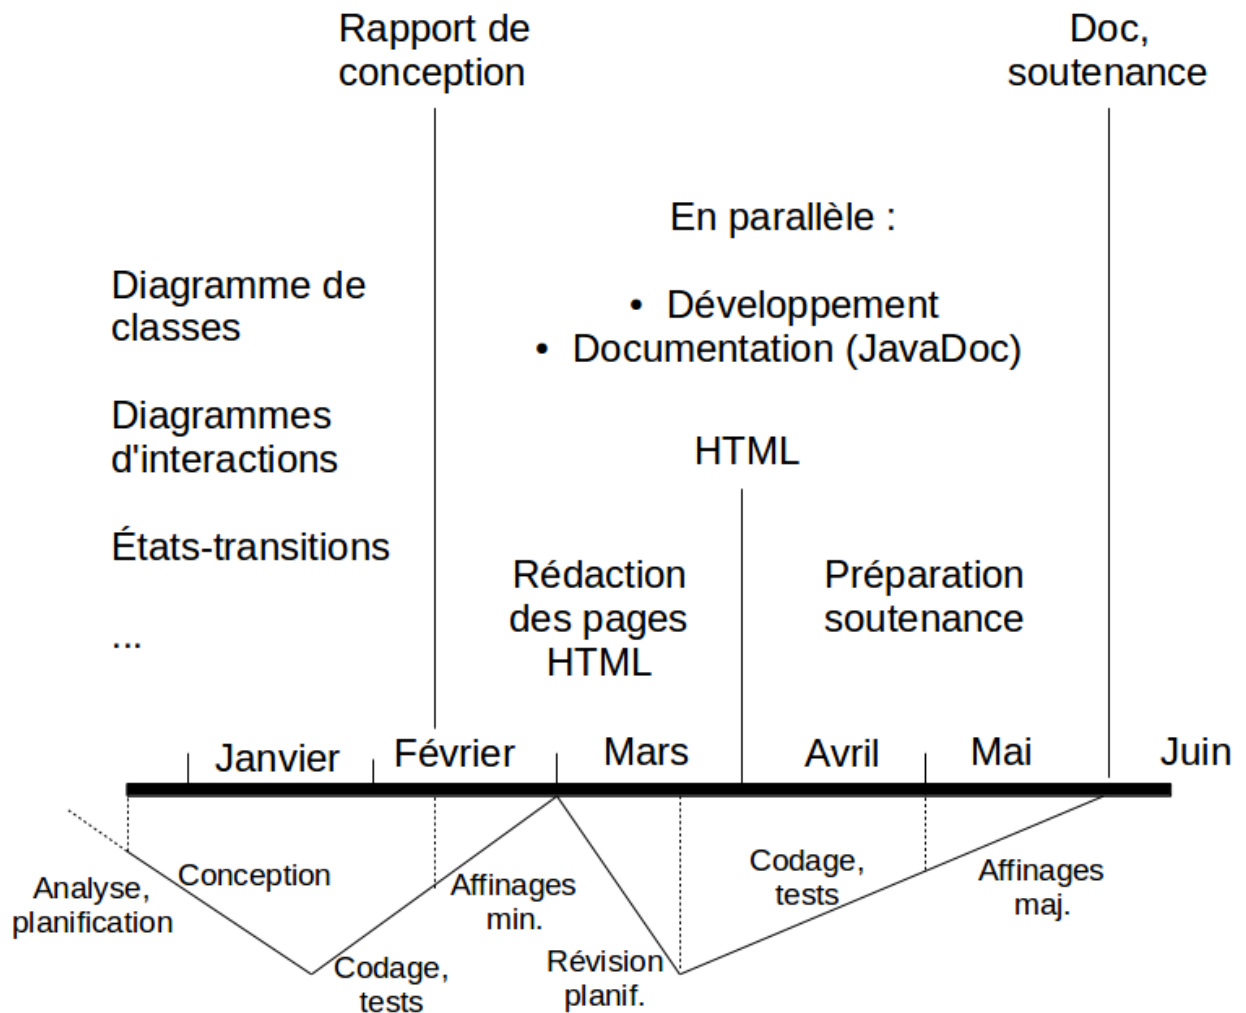 Rapport de
conception
Doc,
soutenance
En parallèle :
• Développement
• Documentation (JavaDoc)
Diagramme de
classes
Diagrammes
d'interactions
États-transitions
...
HTML
Rédaction
des pages
HTML
Préparation
soutenance
Janvier
Février
Mars
Avril
Mai
Juin
Analyse,
planification
Conception
Codage,
tests
Affinages
min.
Révision
planif.
Codage,
tests
Affinages
maj.